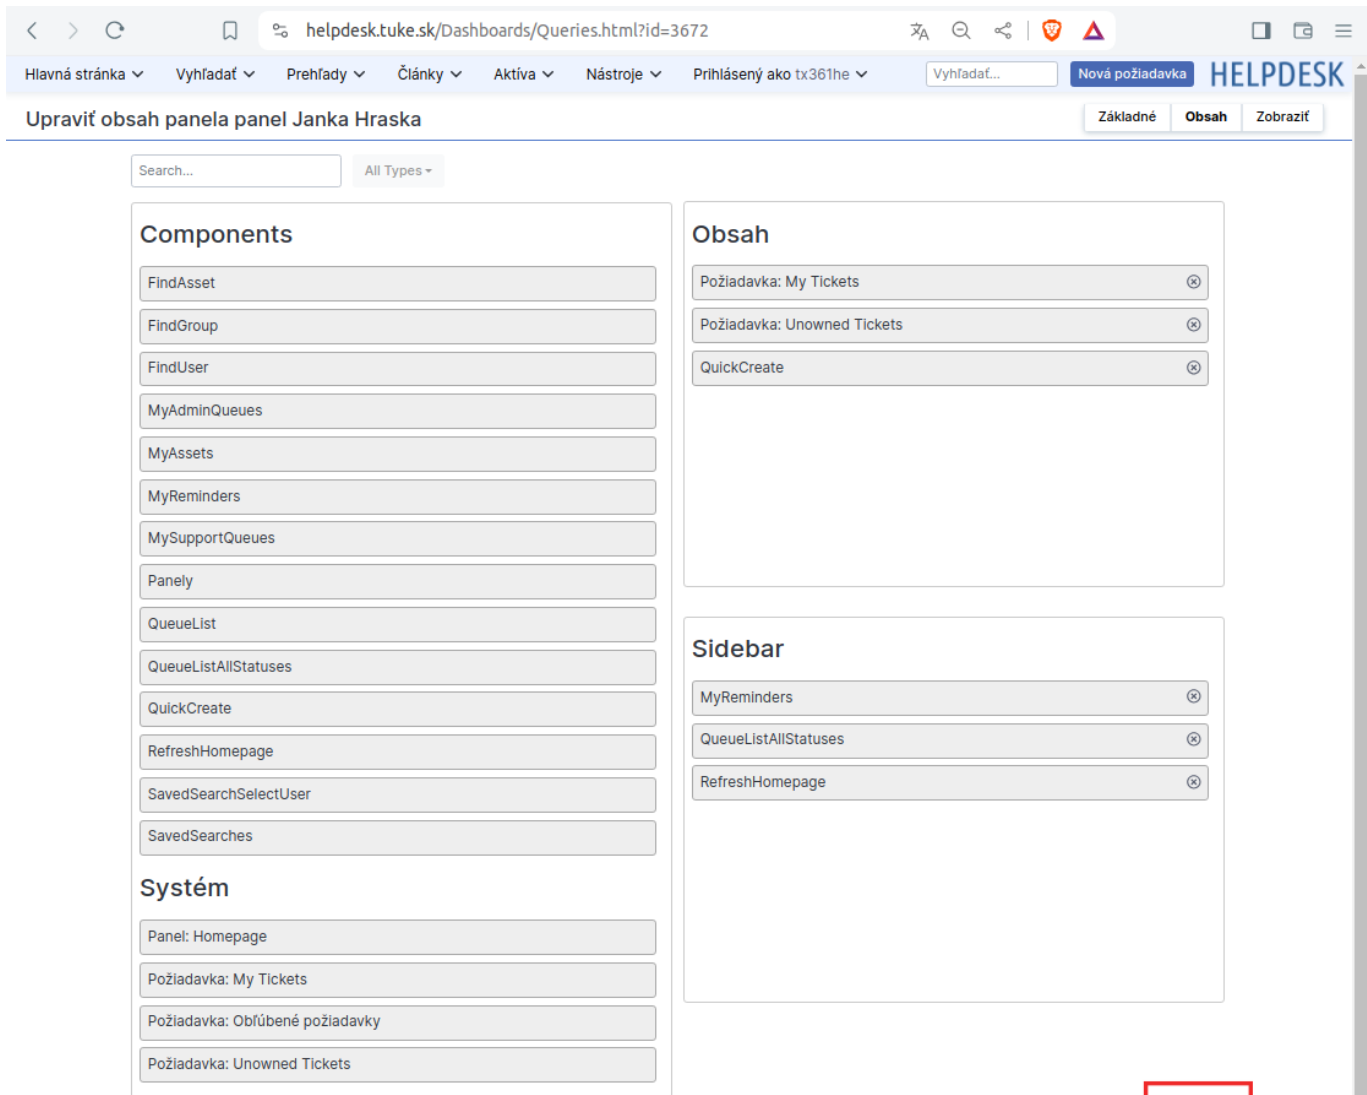 helpdesk.tuke.sk/Dashboards/Queries.html?id=3672
Hlavná stránka Vyhľadať Prehľady Články Aktíva Nástroje Prihlásený ako tx361he Vyhľadať... Nová požiadavka HELPDESK
Upraviť obsah panela panel Janka Hraska
Základné Obsah Zobraziť
Search... All Types
Components
FindAsset
FindGroup
FindUser
MyAdminQueues
MyAssets
MyReminders
MySupportQueues
Panely
QueueList
QueueListAllStatuses
QuickCreate
RefreshHomepage
SavedSearchSelectUser
SavedSearches
Systém
Panel: Homepage
Požiadavka: My Tickets
Požiadavka: Obľúbené požiadavky
Požiadavka: Unowned Tickets
Obsah
Požiadavka: My Tickets
Požiadavka: Unowned Tickets
QuickCreate
Sidebar
MyReminders
QueueListAllStatuses
RefreshHomepage